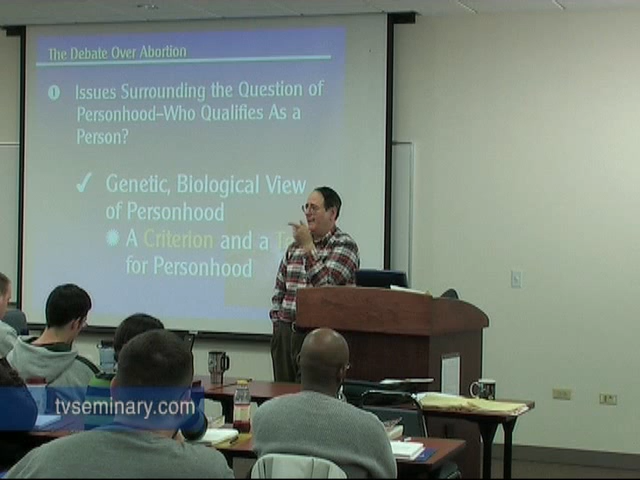 The Debate Over Abortion
1 Issues Surrounding the Question of
Personhood–Who Qualifies As a
Person?
✓ Genetic, Biological View
of Personhood
A Criterion and a T
for Personhood
tvseminary.com